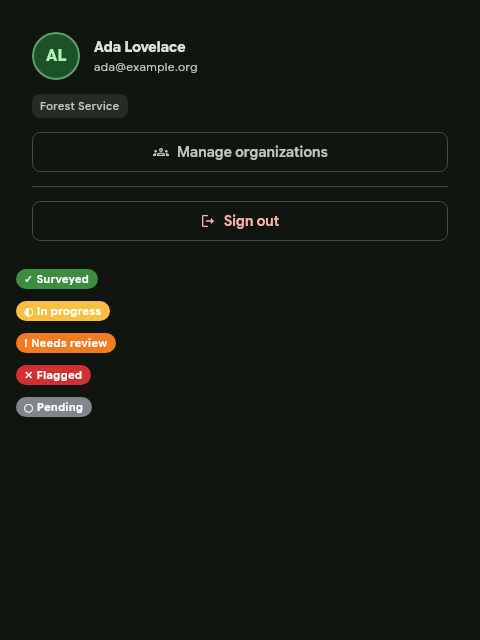 AL
Ada Lovelace
ada@example.org
Forest Service
Manage organizations
Sign out
✓ Surveyed
◐ In progress
! Needs review
✕ Flagged
○ Pending